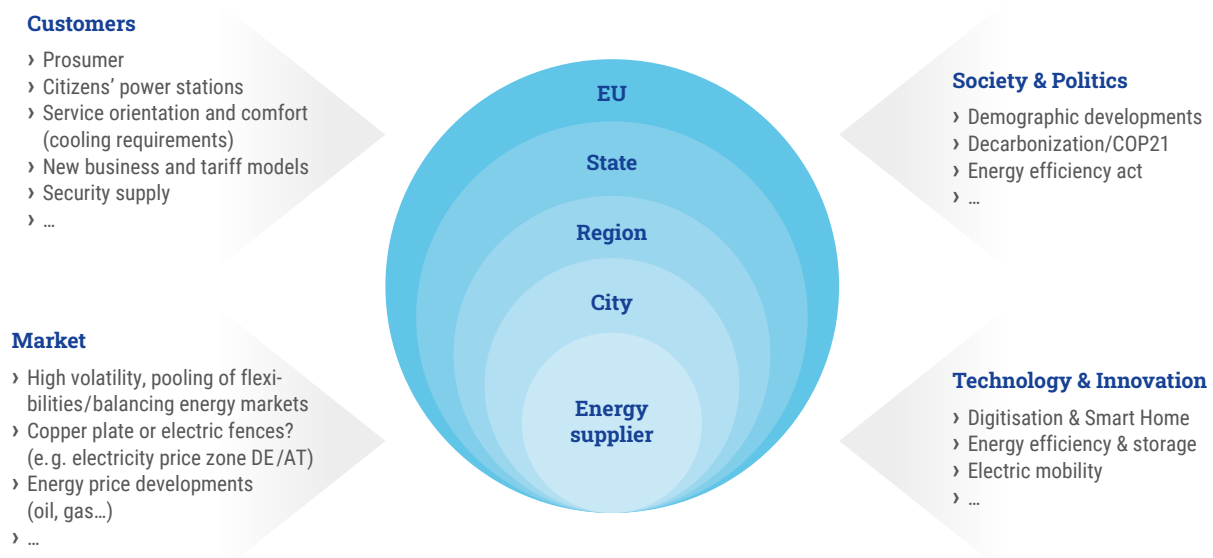 Customers
› Prosumer
› Citizens’ power stations
› Service orientation and comfort
(cooling requirements)
› New business and tariff models
› Security supply
› …
Market
› High volatility, pooling of flexi-
bilities/balancing energy markets
› Copper plate or electric fences?
(e. g. electricity price zone DE/AT)
› Energy price developments
(oil, gas…)
› …
EU
State
Region
City
Energy
supplier
Society & Politics
› Demographic developments
› Decarbonization/COP21
› Energy efficiency act
› …
Technology & Innovation
› Digitisation & Smart Home
› Energy efficiency & storage
› Electric mobility
› …